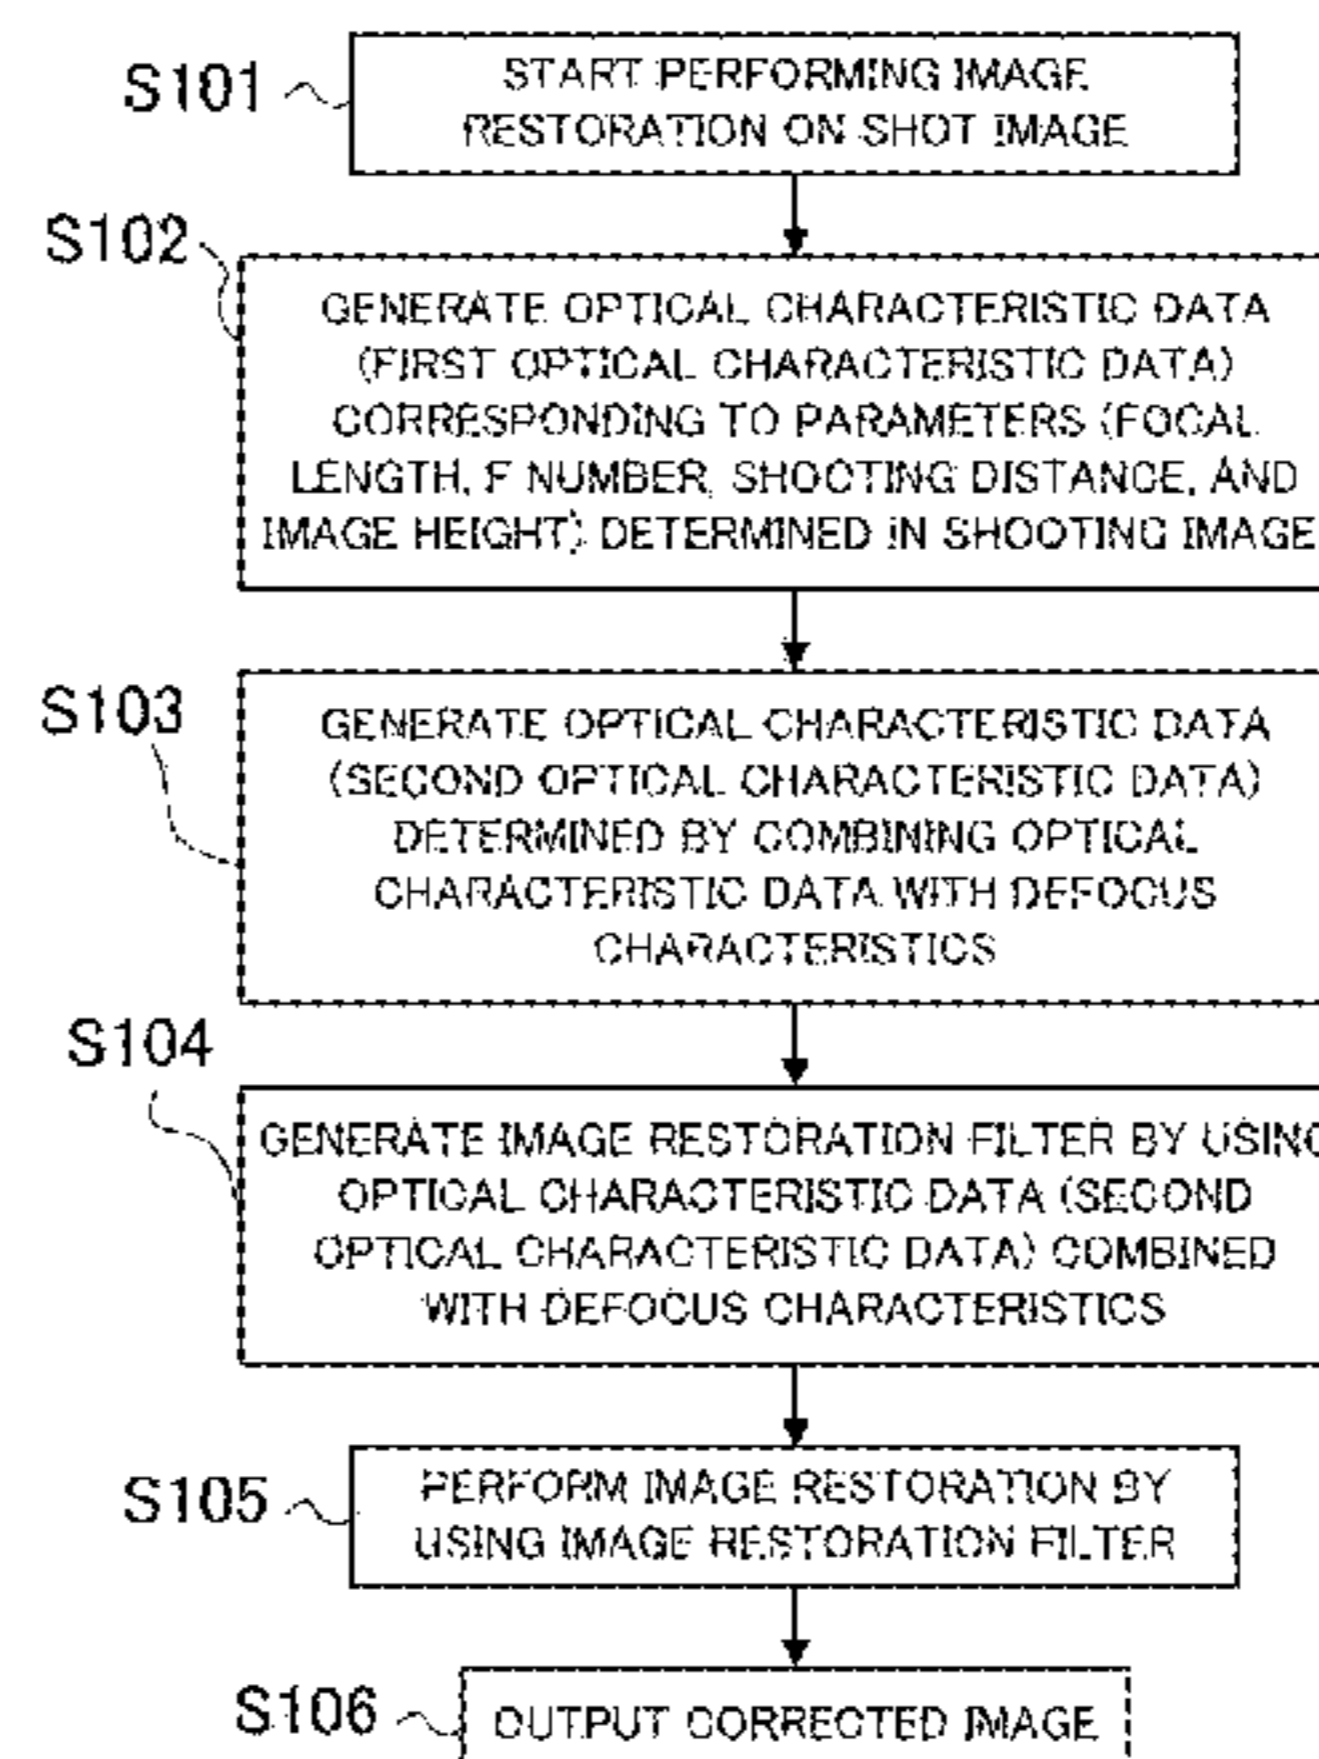 S101
START PERFORMING IMAGE
RESTORATION ON SHOT IMAGE
S102
GENERATE OPTICAL CHARACTERISTIC DATA
(FIRST OPTICAL CHARACTERISTIC DATA)
CORRESPONDING TO PARAMETERS (FOCAL
LENGTH, F NUMBER, SHOOTING DISTANCE, AND
IMAGE HEIGHT) DETERMINED IN SHOOTING IMAGE
S103
GENERATE OPTICAL CHARACTERISTIC DATA
(SECOND OPTICAL CHARACTERISTIC DATA)
DETERMINED BY COMBINING OPTICAL
CHARACTERISTIC DATA WITH DEFOCUS
CHARACTERISTICS
S104
GENERATE IMAGE RESTORATION FILTER BY USING
OPTICAL CHARACTERISTIC DATA (SECOND
OPTICAL CHARACTERISTIC DATA) COMBINED
WITH DEFOCUS CHARACTERISTICS
S105
PERFORM IMAGE RESTORATION BY
USING IMAGE RESTORATION FILTER
S106
OUTPUT CORRECTED IMAGE